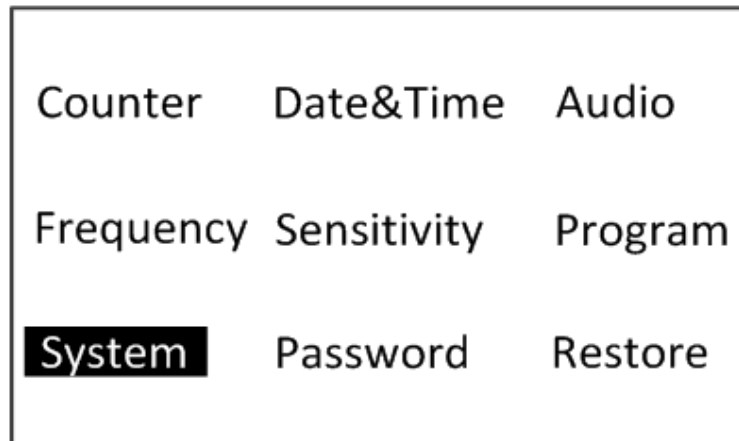 Counter Date&Time Audio
Frequency Sensitivity Program
System Password Restore